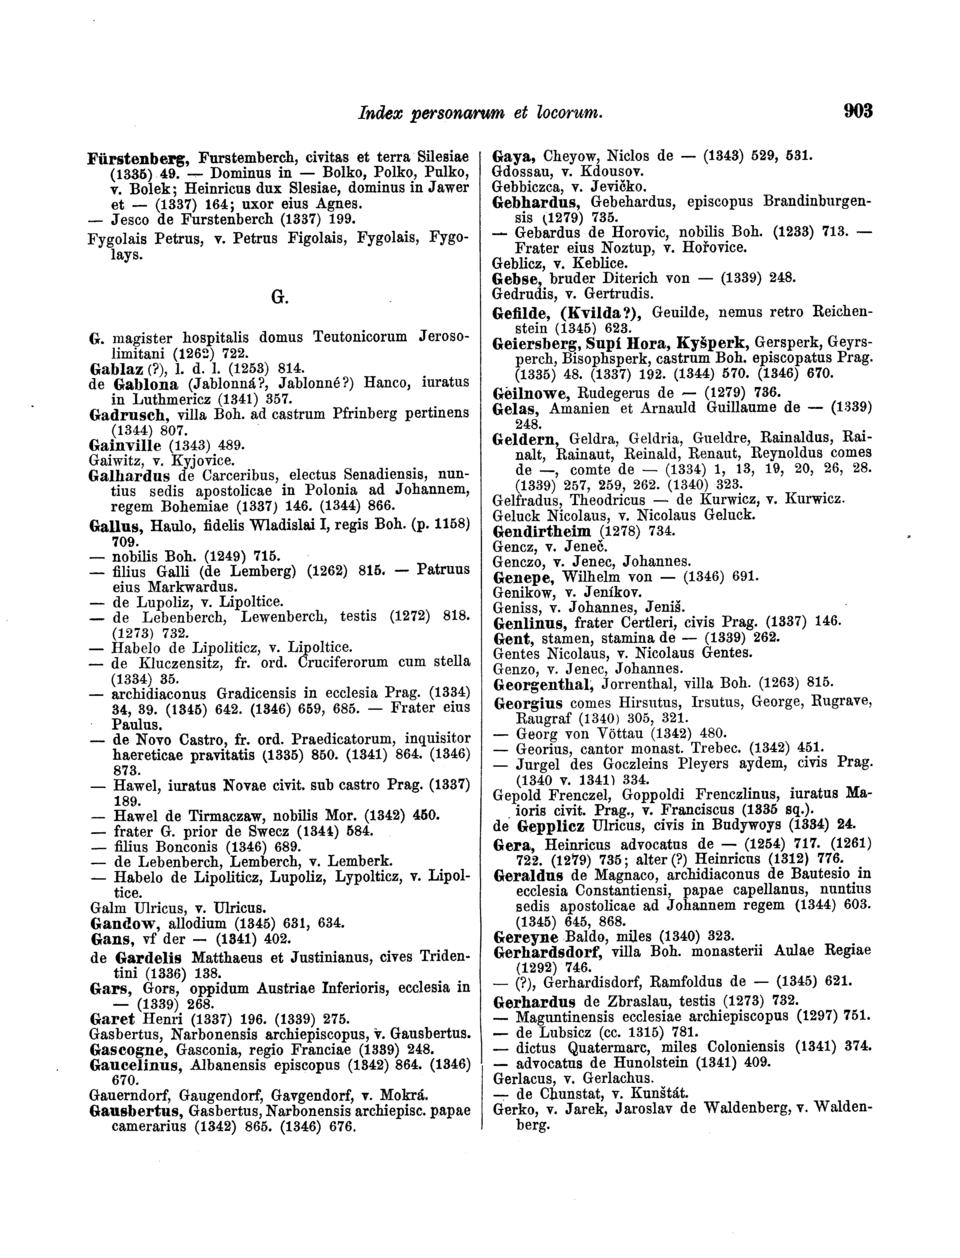 Index personarum et locorum. 903
Fürstenberg, Furstemberch, civitas et terra Silesiae
(1335) 49. — Dominus in — Bolko, Polko, Pulko,
v. Bolek; Heinricus dux Slesiae, dominus in Jawer
et — (1337) 164; uxor eius Agnes.
— Jesco de Furstenberch (1337) 199.
Fygolais Petrus, v. Petrus Figolais, Fygolais, Fygo-
lays.
G.
G. magister hospitalis domus Teutonicorum Jeroso-
limitani (1262) 722.
Gablaz (?), l. d. l. (1253) 814.
de Gablona (Jablonná?, Jablonné?) Hanco, iuratus
in Luthmericz (1341) 357.
Gadrusch, villa Boh. ad castrum Pfrinberg pertinens
(1344) 807.
Gainville (1343) 489.
Gaiwitz, v. Kyjovice.
Galhardus de Carceribus, electus Senadiensis, nun-
tius sedis apostolicae in Polonia ad Johannem,
regem Bohemiae (1337) 146. (1344) 866.
Gallus, Haulo, fidelis Wladislai I, regis Boh. (p. 1158)
709.
— nobilis Boh. (1249) 715.
— filius Galli (de Lemberg) (1262) 815. — Patruus
eius Markwardus.
— de Lupoliz, v. Lipoltice.
— de Lebenberch, Lewenberch, testis (1272) 818.
(1273) 732.
— Habelo de Lipoliticz, v. Lipoltice.
— de Kluczensitz, fr. ord. Cruciferorum cum stella
(1334) 35.
— archidiaconus Gradicensis in ecclesia Prag. (1334)
34, 39. (1345) 642. (1346) 659, 685. — Frater eius
Paulus.
— de Novo Castro, fr. ord. Praedicatorum, inquisitor
haereticae pravitatis (1335) 850. (1341) 864. (1346)
873.
— Hawel, iuratus Novae civit. sub castro Prag. (1337)
189.
— Hawel de Tirmaczaw, nobilis Mor. (1342) 450.
— frater G. prior de Swecz (1344) 584.
— filius Bonconis (1346) 689.
— de Lebenberch, Lemberch, v. Lemberk.
— Habelo de Lipoliticz, Lupoliz, Lypolticz, v. Lipol-
tice.
Galm Ulricus, v. Ulricus.
Gandow, allodium (1345) 631, 634.
Gans, vf der — (1341) 402.
de Gardelis Matthaeus et Justinianus, cives Triden-
tini (1336) 138.
Gars, Gors, oppidum Austriae Inferioris, ecclesia in
— (1339) 268.
Garet Henri (1337) 196. (1339) 275.
Gasbertus, Narbonensis archiepiscopus, v. Gausbertus.
Gascogne, Gasconia, regio Franciae (1339) 248.
Gaucelinus, Albanensis episcopus (1342) 864. (1346)
670.
Gauerndorf, Gaugendorf, Gavgendorf, v. Mokrá.
Gausbertus, Gasbertus, Narbonensis archiepisc. papae
camerarius (1342) 865. (1346) 676.
Gaya, Cheyow, Niclos de — (1343) 529, 531.
Gdossau, v. Kdousov.
Gebbiczca, v. Jevičko.
Gebhardus, Gebehardus, episcopus Brandinburgen-
sis (1279) 735.
— Gebardus de Horovic, nobilis Boh. (1233) 713. —
Frater eius Noztup, v. Hořovice.
Geblicz, v. Keblice.
Gebse, bruder Diterich von — (1339) 248.
Gedrudis, v. Gertrudis.
Gefilde, (Kvilda?), Geuilde, nemus retro Reichen-
stein (1345) 623.
Geiersberg, Supí Hora, Kyšperk, Gersperk, Geyrs-
perch, Bisophsperk, castrum Boh. episcopatus Prag.
(1335) 48. (1337) 192. (1344) 570. (1346) 670.
Geilnowe, Rudegerus de — (1279) 736.
Gelas, Amanien et Arnauld Guillaume de — (1339)
248.
Geldern, Geldra, Geldria, Gueldre, Rainaldus, Rai-
nalt, Rainaut, Reinald, Renaut, Reynoldus comes
de —, comte de — (1334) 1, 13, 19, 20, 26, 28.
(1339) 257, 259, 262. (1340) 323.
Gelfradus, Theodricus — de Kurwicz, v. Kurwicz.
Geluck Nicolaus, v. Nicolaus Geluck.
Gendirtheim (1278) 734.
Gencz, v. Jeneč.
Genczo, v. Jenec, Johannes.
Genepe, Wilhelm von — (1346) 691.
Genikow, v. Jeníkov.
Geniss, v. Johannes, Jeniš.
Genlinus, frater Certleri, civis Prag. (1337) 146.
Gent, stamen, stamina de — (1339) 262.
Gentes Nicolaus, v. Nicolaus Gentes.
Genzo, v. Jenec, Johannes.
Georgenthal, Jorrenthal, villa Boh. (1263) 815.
Georgius comes Hirsutus, Irsutus, George, Rugrave,
Raugraf (1340) 305, 321.
— Georg von Vöttau (1342) 480.
— Georius, cantor monast. Trebec. (1342) 451.
— Jurgel des Goczleins Pleyers aydem, civis Prag.
(1340 v. 1341) 334.
Gepold Frenczel, Goppoldi Frenczlinus, iuratus Ma-
ioris civit. Prag., v. Franciscus (1335 sq.).
de Gepplicz Ulricus, civis in Budywoys (1334) 24.
Gera, Heinricus advocatus de — (1254) 717. (1261)
722. (1279) 735; alter (?) Heinricus (1312) 776.
Geraldus de Magnaco, archidiaconus de Bautesio in
ecclesia Constantiensi, papae capellanus, nuntius
sedis apostolicae ad Johannem regem (1344) 603.
(1345) 645, 868.
Gereyne Baldo, miles (1340) 323.
Gerhardsdorf, villa Boh. monasterii Aulae Regiae
(1292) 746.
— (?), Gerhardisdorf, Ramfoldus de — (1345) 621.
Gerhardus de Zbraslau, testis (1273) 732.
— Maguntinensis ecclesiae archiepiscopus (1297) 751.
— de Lubsicz (cc. 1315) 781.
— dictus Quatermarc, miles Coloniensis (1341) 374.
— advocatus de Hunolstein (1341) 409.
Gerlacus, v. Gerlachus.
— de Chunstat, v. Kunštát.
Gerko, v. Jarek, Jaroslav de Waldenberg, v. Walden-
berg.